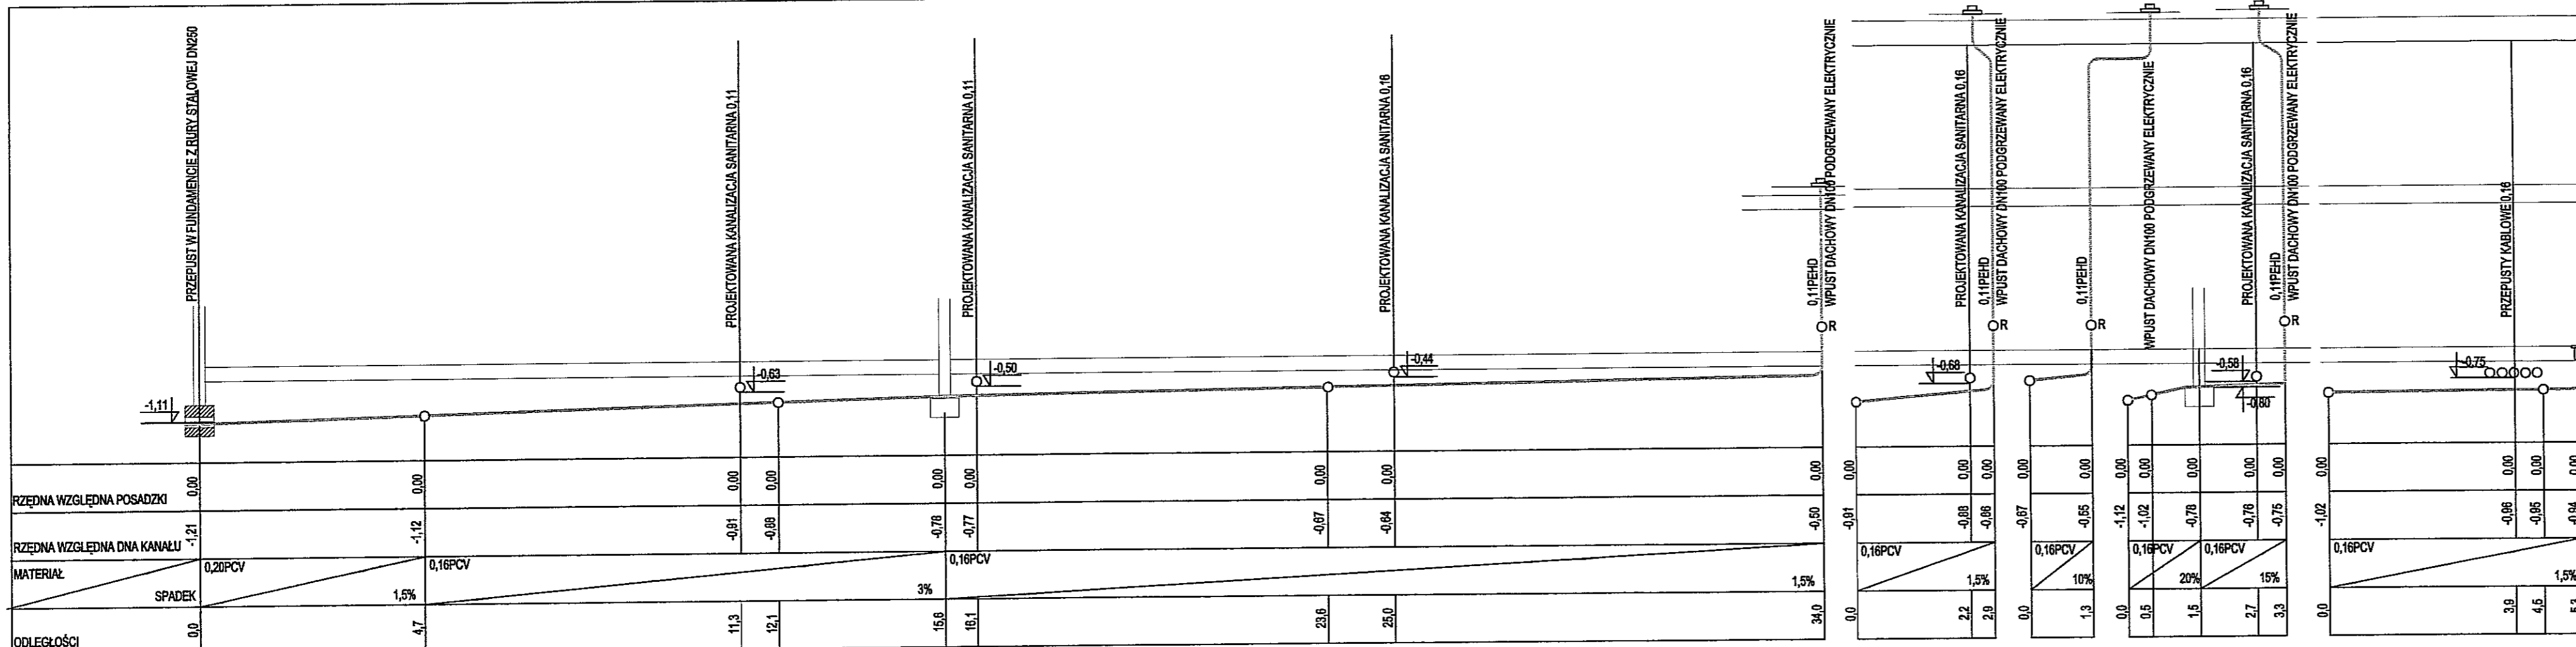 PRZEPUST W FUNDAMENCIE Z RURY STALOWEJ DN250
PROJEKTOWANA KANALIZACJA SANITARNA 0,11
PROJEKTOWANA KANALIZACJA SANITARNA 0,11
PROJEKTOWANA KANALIZACJA SANITARNA 0,16
0,11PEHD
WPUST DACHOWY DN100 PODGRZEWANY ELEKTRYCZNIE
PROJEKTOWANA KANALIZACJA SANITARNA 0,16
0,11PEHD
WPUST DACHOWY DN100 PODGRZEWANY ELEKTRYCZNIE
0,11PEHD
WPUST DACHOWY DN100 PODGRZEWANY ELEKTRYCZNIE
PROJEKTOWANA KANALIZACJA SANITARNA 0,16
0,11PEHD
WPUST DACHOWY DN100 PODGRZEWANY ELEKTRYCZNIE
PRZEPUSTY KABLOWE 0,16
R
R
R
R
-1,11
-0,63
-0,50
-0,44
-0,68
-0,58
-0,80
-0,75
RZĘDNA WZGLĘDNA POSADZKI 0,00 0,00 0,00 0,00 0,00 0,00 0,00 0,00 0,00 0,00 0,00 0,00 0,00 0,00 0,00 0,00 0,00 0,00 0,00 0,00 0,00 0,00 0,00
RZĘDNA WZGLĘDNA DNA KANAŁU -1,21 -1,12 -0,91 -0,88 -0,78 -0,77 -0,67 -0,64 -0,50 -0,91 -0,88 -0,86 -0,67 -0,55 -1,12 -1,02 -0,78 -0,76 -0,75 -1,02 -0,96 -0,95 -0,94
MATERIAŁ 0,20PCV 0,16PCV 0,16PCV 0,16PCV 0,16PCV 0,16PCV 0,16PCV 0,16PCV
SPADEK 1,5% 3% 1,5% 1,5% 10% 20% 15% 1,5%
ODLEGŁOŚCI 0,0 4,7 11,3 12,1 15,6 16,1 23,6 25,0 34,0 0,0 2,2 2,9 0,0 1,3 0,0 0,5 1,5 2,7 3,3 0,0 3,9 4,5 5,3